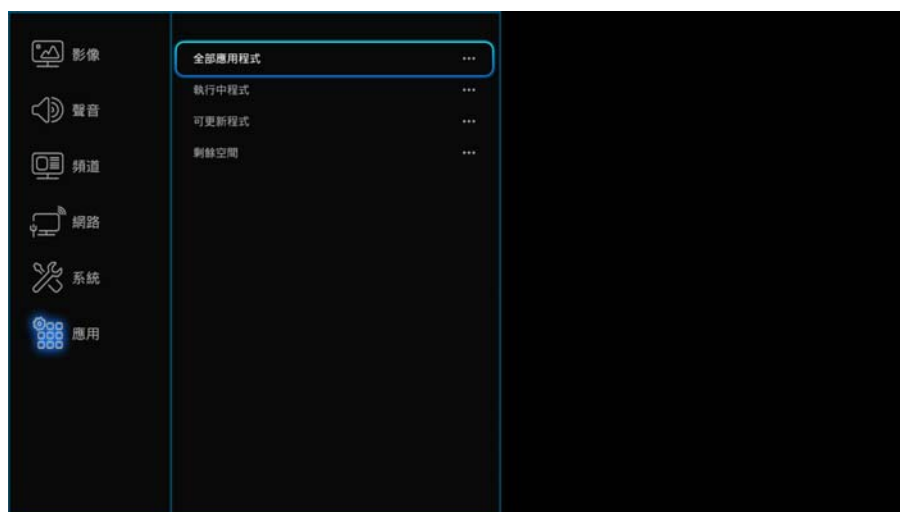 影像
聲音
頻道
網路
系統
應用
全部應用程式 ...
執行中程式 ...
可更新程式 ...
剩餘空間 ...